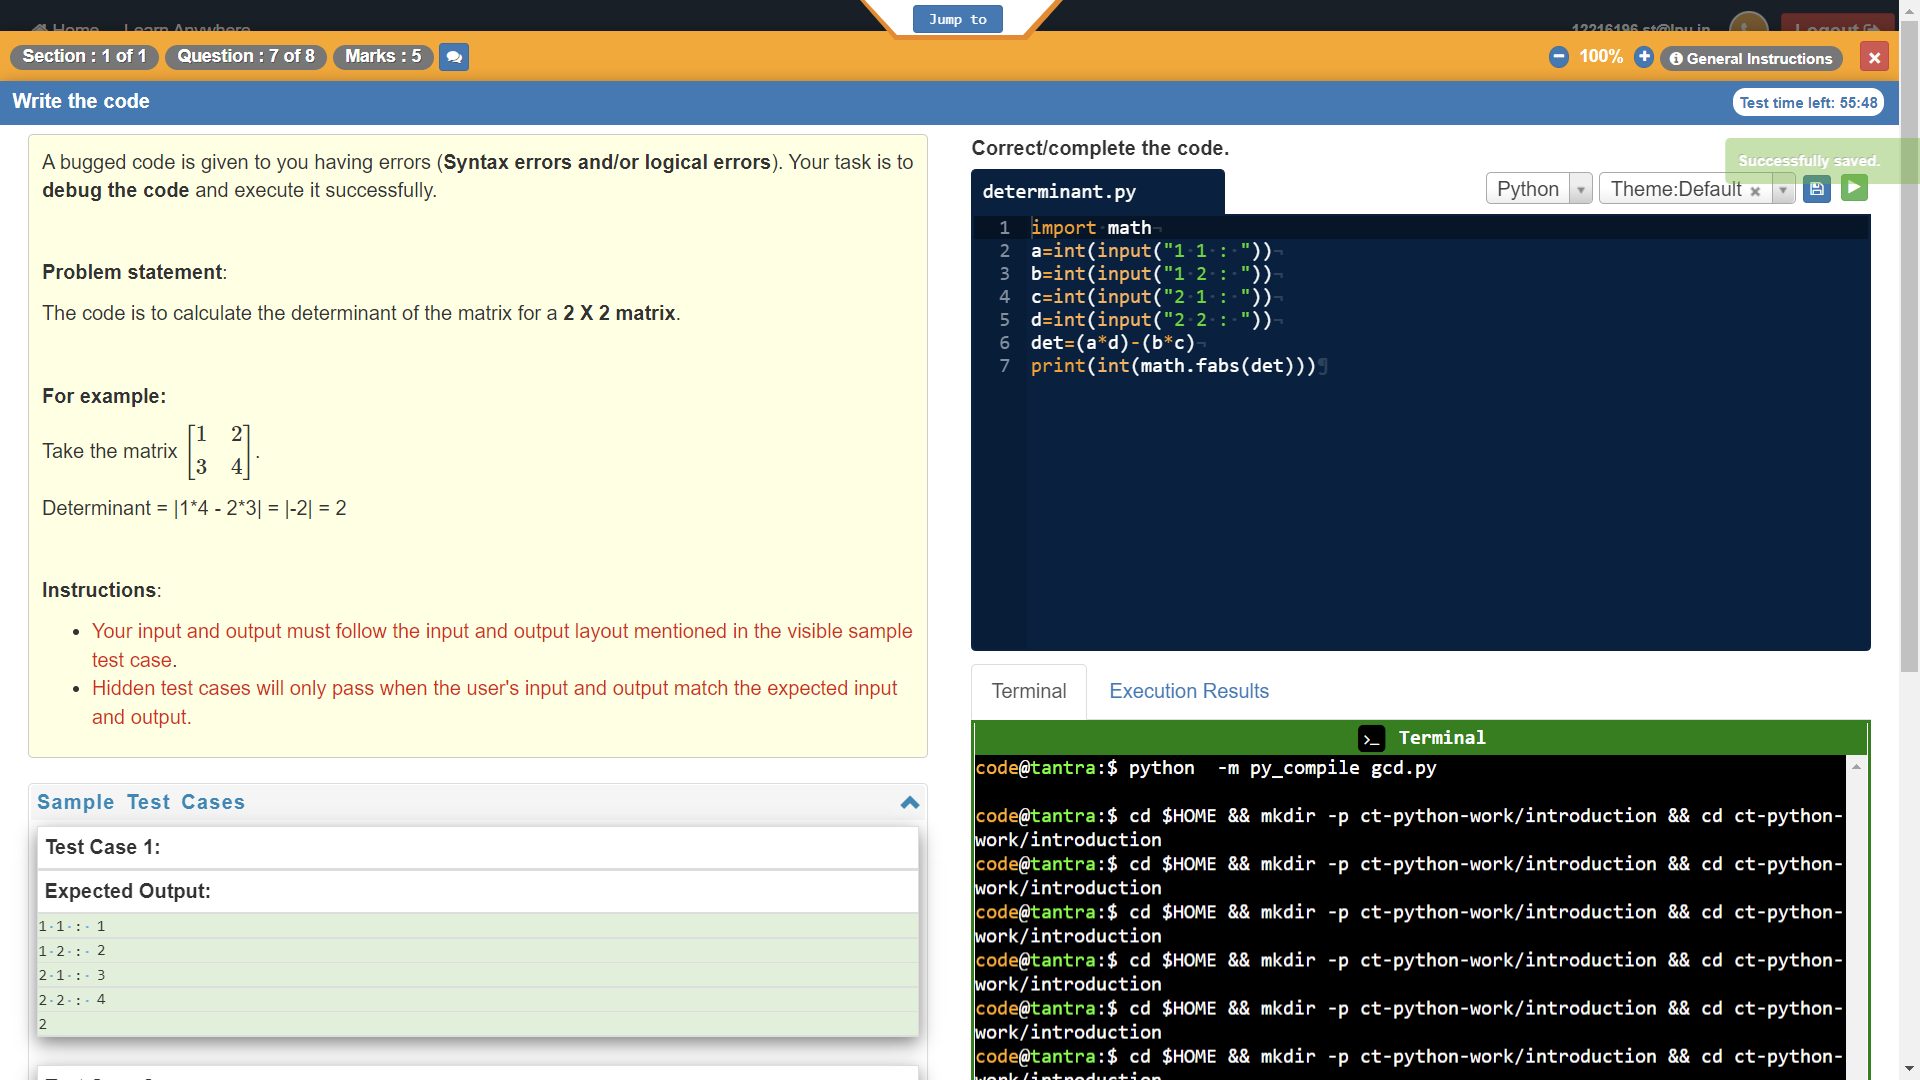 Jump to
Section : 1 of 1
Question : 7 of 8
Marks : 5
100%
General Instructions
Write the code
Test time left: 55:48
A bugged code is given to you having errors (Syntax errors and/or logical errors). Your task is to
debug the code and execute it successfully.
Problem statement:
The code is to calculate the determinant of the matrix for a 2 X 2 matrix.
For example:
Take the matrix [1 2
3 4].
Determinant = |1*4 - 2*3| = |-2| = 2
Instructions:
Your input and output must follow the input and output layout mentioned in the visible sample
test case.
Hidden test cases will only pass when the user's input and output match the expected input
and output.
Sample Test Cases
Test Case 1:
Expected Output:
1·1·:· 1
1·2·:· 2
2·1·:· 3
2·2·:· 4
2
Correct/complete the code.
Successfully saved.
determinant.py
Python
Theme:Default ×
1 import math
2 a=int(input("1 1 : "))
3 b=int(input("1 2 : "))
4 c=int(input("2 1 : "))
5 d=int(input("2 2 : "))
6 det=(a*d)-(b*c)
7 print(int(math.fabs(det)))
Terminal
Execution Results
Terminal
code@tantra:$ python  -m py_compile gcd.py
code@tantra:$ cd $HOME && mkdir -p ct-python-work/introduction && cd ct-python-
work/introduction
code@tantra:$ cd $HOME && mkdir -p ct-python-work/introduction && cd ct-python-
work/introduction
code@tantra:$ cd $HOME && mkdir -p ct-python-work/introduction && cd ct-python-
work/introduction
code@tantra:$ cd $HOME && mkdir -p ct-python-work/introduction && cd ct-python-
work/introduction
code@tantra:$ cd $HOME && mkdir -p ct-python-work/introduction && cd ct-python-
work/introduction
code@tantra:$ cd $HOME && mkdir -p ct-python-work/introduction && cd ct-python-